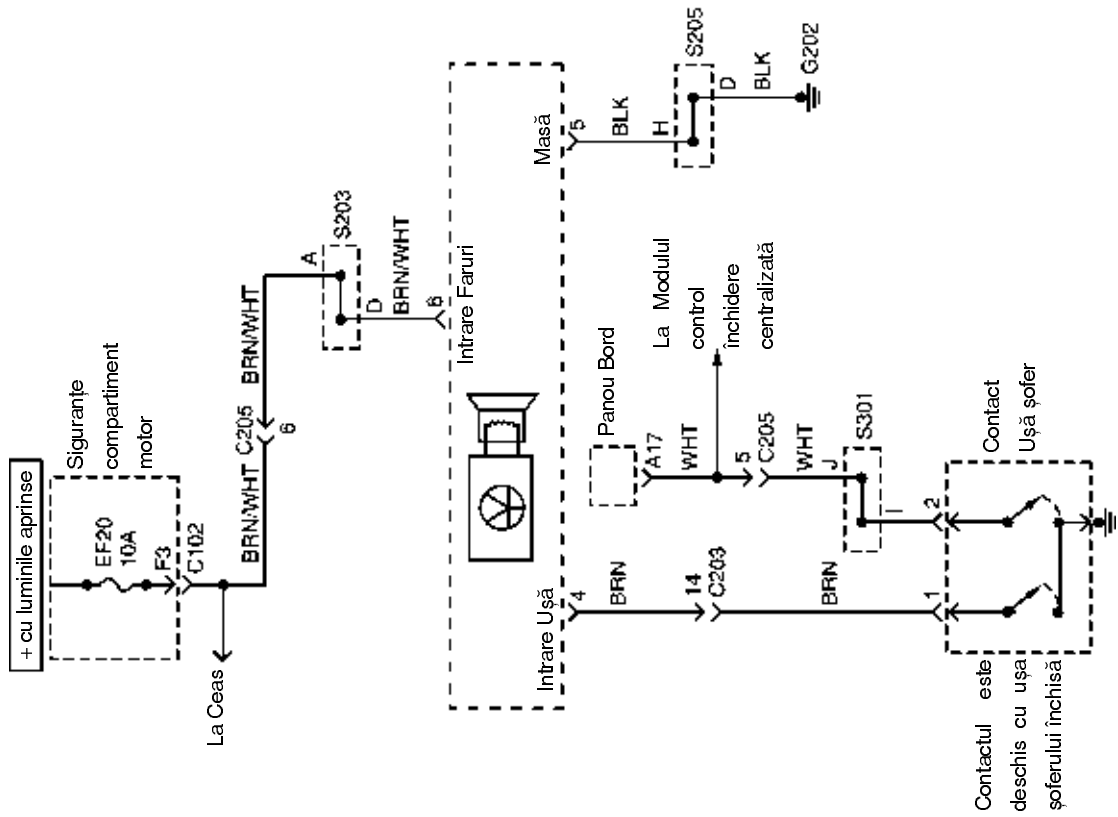 + cu luminile aprinse
Siguranțe
compartiment
motor
EF20
10A
F3
C102
La Ceas
BRN/WHT
C205
6
BRN/WHT
A
S203
D
BRN/WHT
6
Intrare Faruri
Intrare Ușă
Masă
4
BRN
14
C203
BRN
1
5
BLK
H
S205
D
BLK
G202
Panou Bord
A17
WHT
La Modulul
control
închidere
centralizată
5
C205
WHT
J
S301
I
2
Contact
Ușă șofer
Contactul este
deschis cu ușa
șoferului închisă